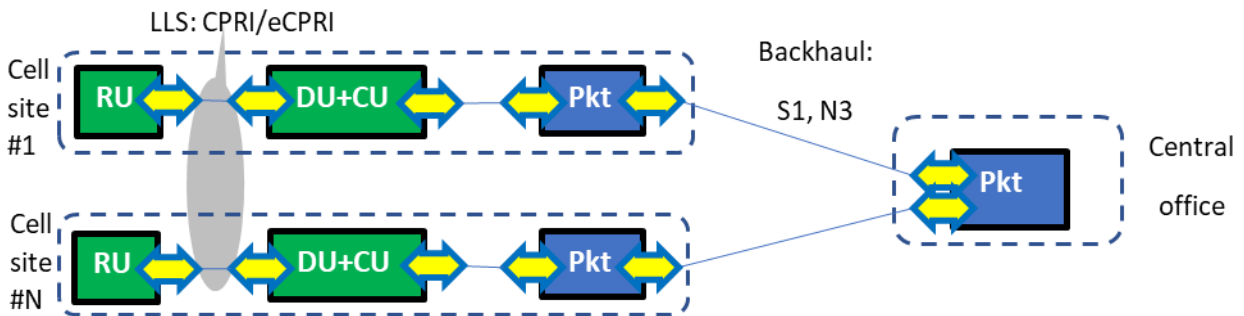 LLS: CPRI/eCPRI
Cell
site
#1
RU
DU+CU
Pkt
Backhaul:
S1, N3
Pkt
Central
office
Cell
site
#N
RU
DU+CU
Pkt